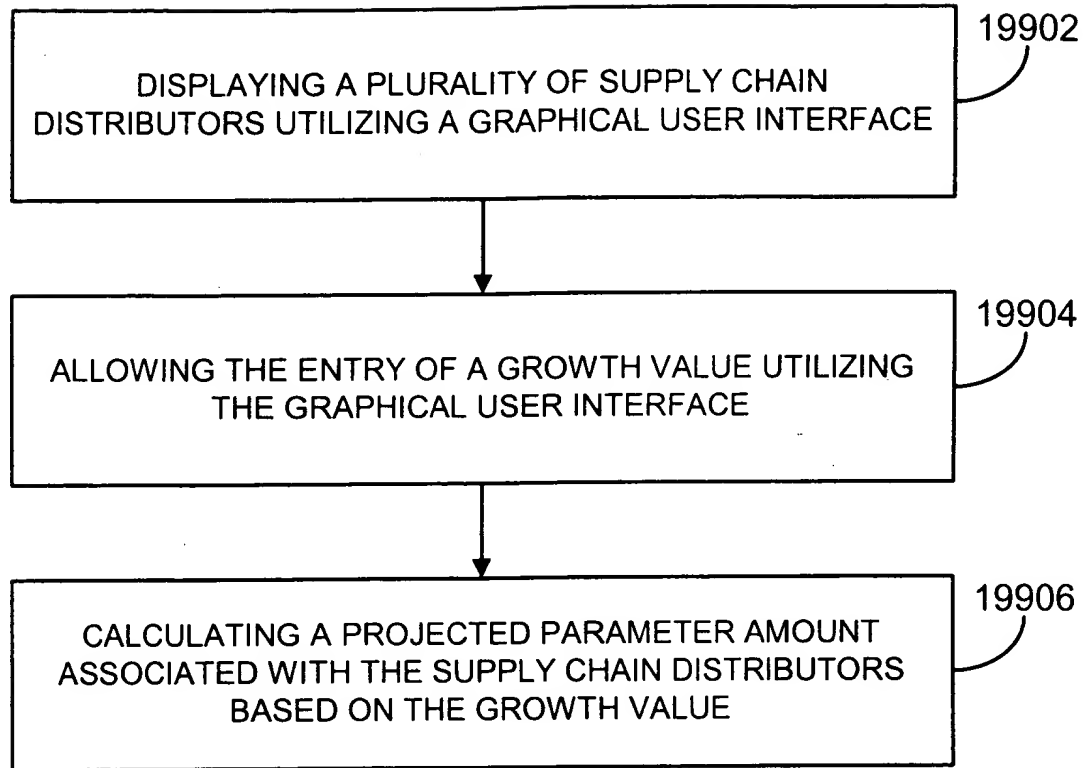 19902
DISPLAYING A PLURALITY OF SUPPLY CHAIN
DISTRIBUTORS UTILIZING A GRAPHICAL USER INTERFACE
19904
ALLOWING THE ENTRY OF A GROWTH VALUE UTILIZING
THE GRAPHICAL USER INTERFACE
19906
CALCULATING A PROJECTED PARAMETER AMOUNT
ASSOCIATED WITH THE SUPPLY CHAIN DISTRIBUTORS
BASED ON THE GROWTH VALUE